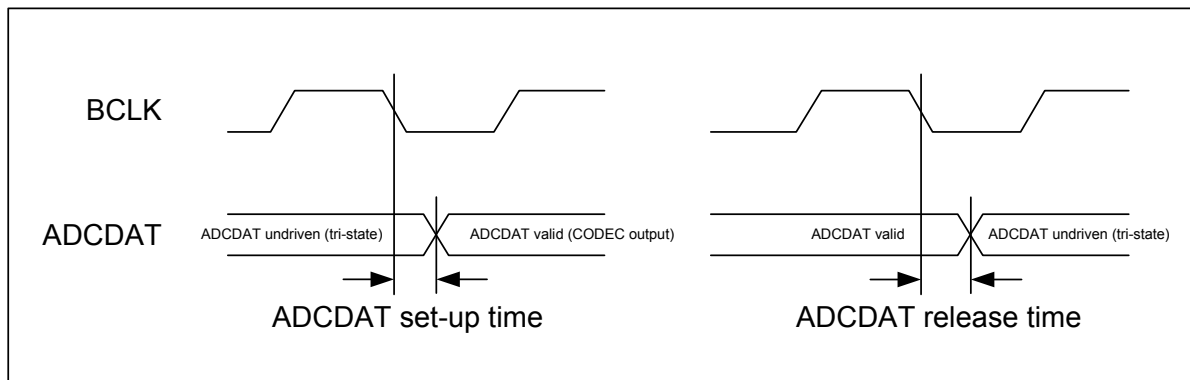 BCLK
ADCDAT
ADCDAT undriven (tri-state)
ADCDAT valid (CODEC output)
ADCDAT set-up time
ADCDAT valid
ADCDAT undriven (tri-state)
ADCDAT release time